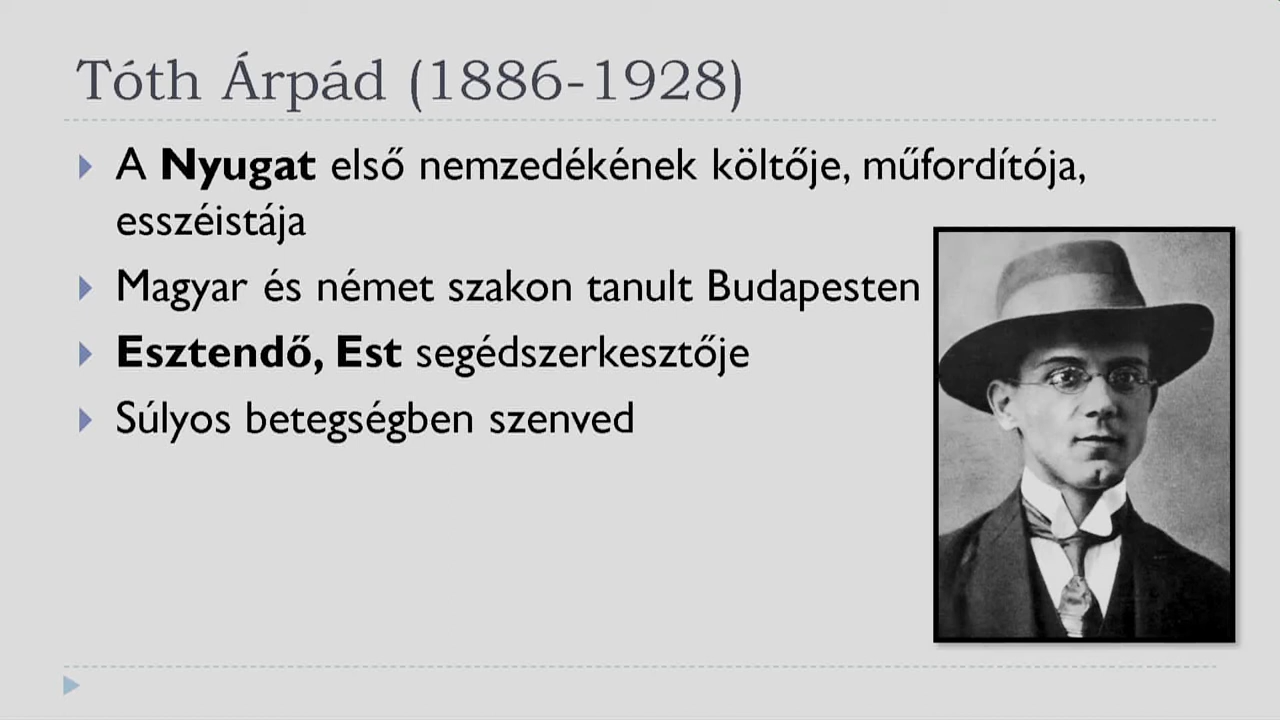 Tóth Árpád (1886-1928)
A Nyugat első nemzedékének költője, műfordítója,
esszéistája
Magyar és német szakon tanult Budapesten
Esztendő, Est segédszerkesztője
Súlyos betegségben szenved